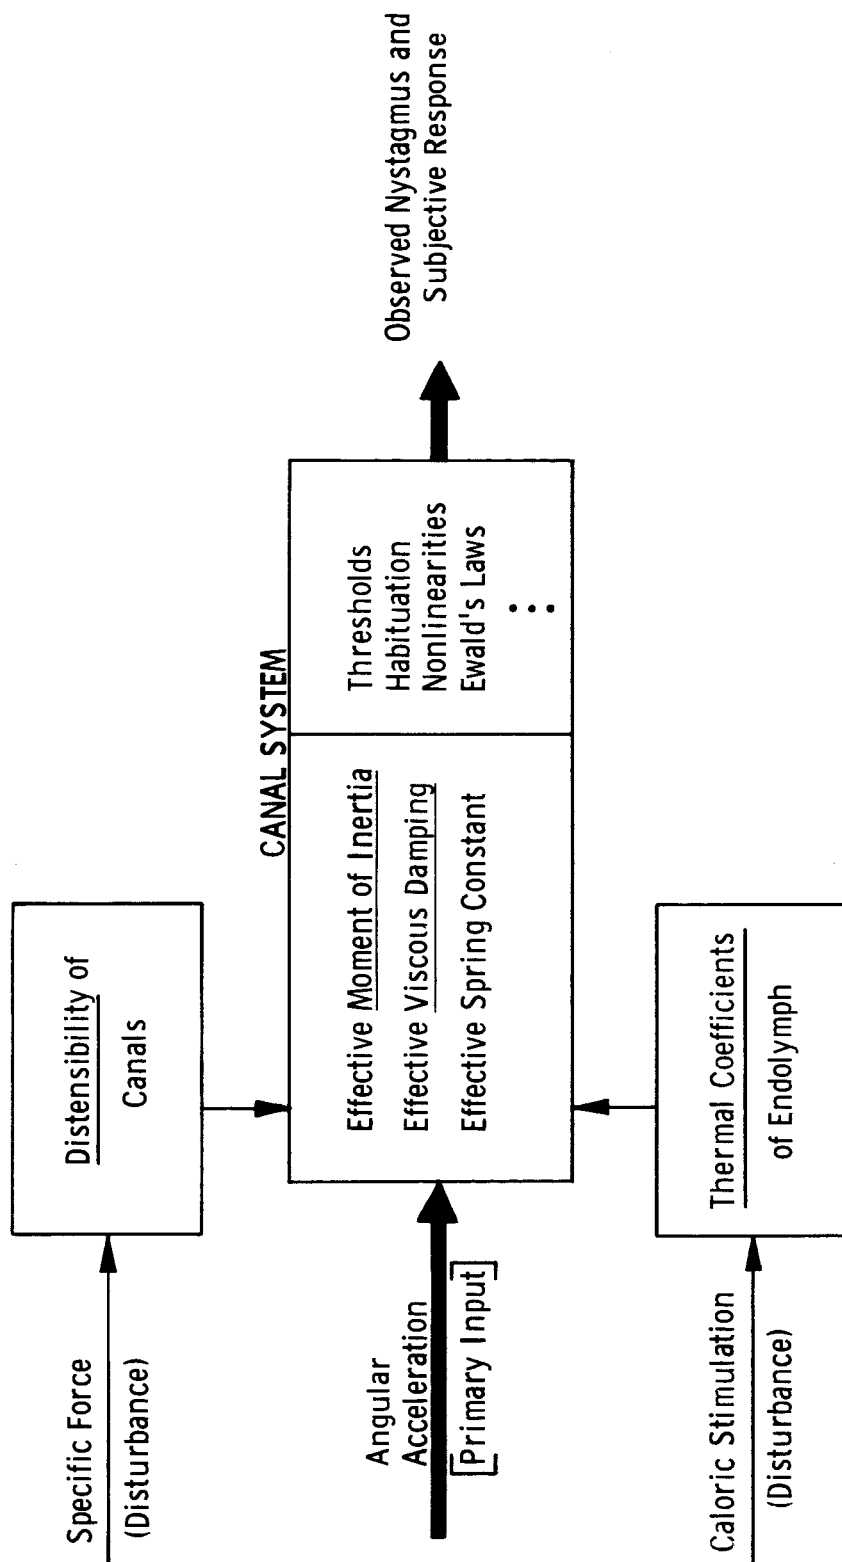 Specific Force
(Disturbance)
Distensibility of
Canals
CANAL SYSTEM
Angular
Acceleration
[Primary Input]
Effective Moment of Inertia
Effective Viscous Damping
Effective Spring Constant
Thresholds
Habituation
Nonlinearities
Ewald's Laws
...
Observed Nystagmus and
Subjective Response
Caloric Stimulation
(Disturbance)
Thermal Coefficients
of Endolymph